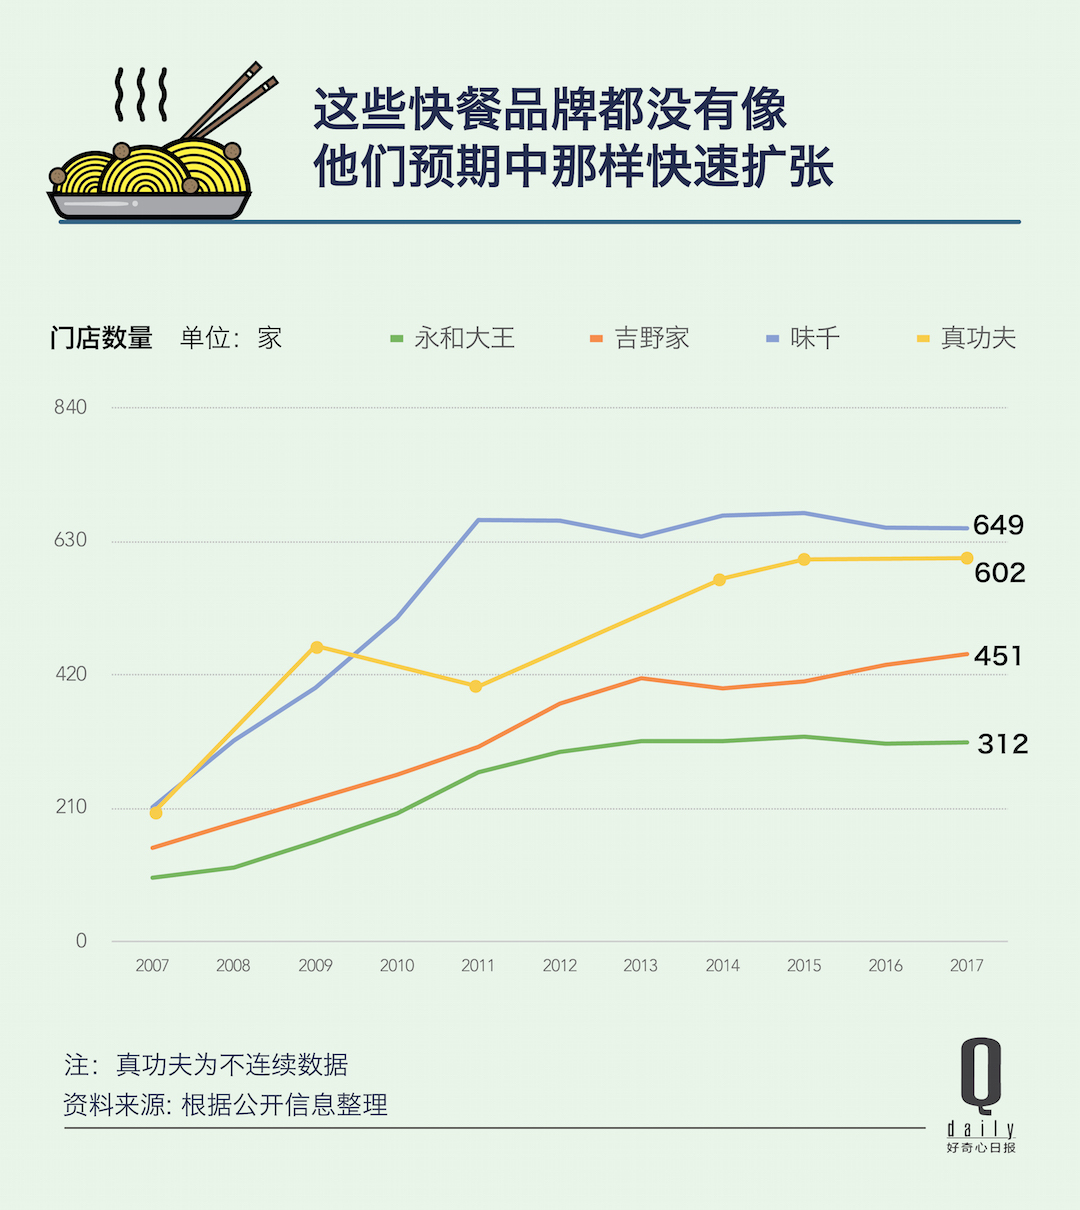 这些快餐品牌都没有像
他们预期中那样快速扩张
门店数量 单位：家 永和大王 吉野家 味千 真功夫
840
630
420
210
0
649
602
451
312
2007 2008 2009 2010 2011 2012 2013 2014 2015 2016 2017
注：真功夫为不连续数据
资料来源: 根据公开信息整理
Q
daily
好奇心日报